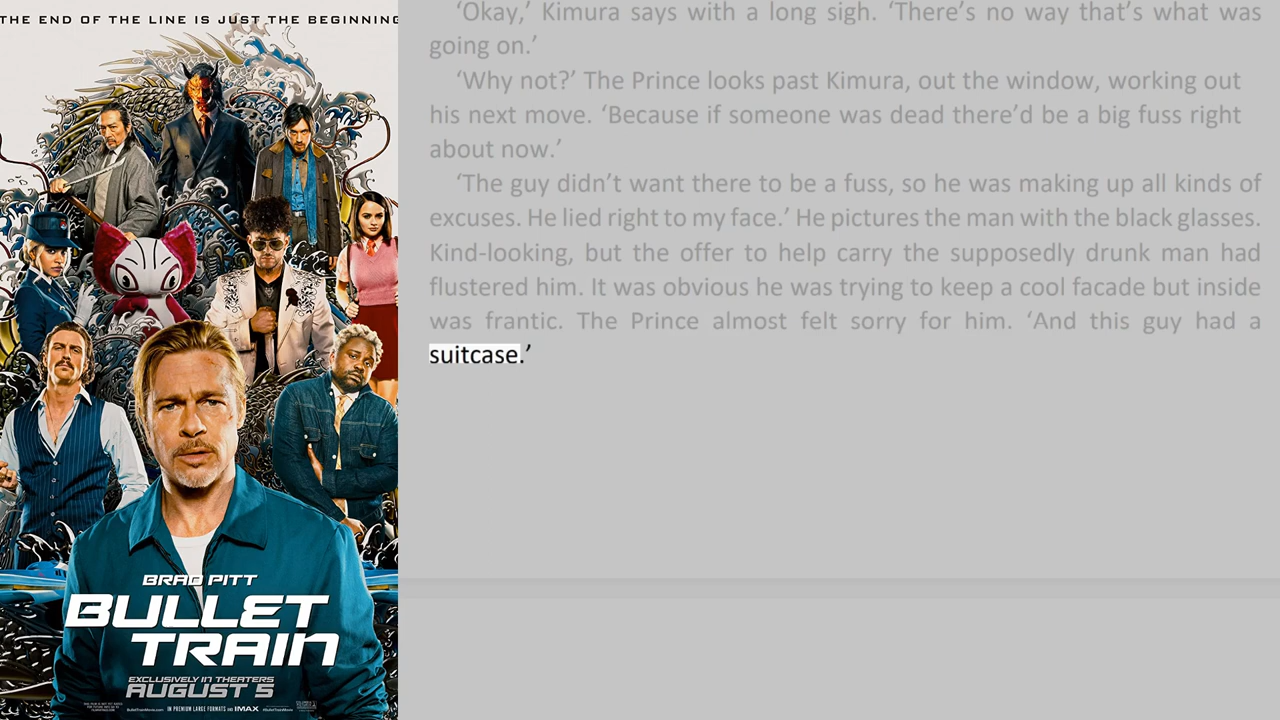 THE END OF THE LINE IS JUST THE BEGINNING
BRAD PITT
BULLET
TRAIN
EXCLUSIVELY IN THEATERS
AUGUST 5
BulletTrainMovie.com
IN PREMIUM LARGE FORMATS AND IMAX
#BulletTrainMovie
‘Okay,’ Kimura says with a long sigh. ‘There’s no way that’s what was
going on.’
‘Why not?’ The Prince looks past Kimura, out the window, working out
his next move. ‘Because if someone was dead there’d be a big fuss right
about now.’
‘The guy didn’t want there to be a fuss, so he was making up all kinds of
excuses. He lied right to my face.’ He pictures the man with the black glasses.
Kind-looking, but the offer to help carry the supposedly drunk man had
flustered him. It was obvious he was trying to keep a cool facade but inside
was frantic. The Prince almost felt sorry for him. ‘And this guy had a
suitcase.’